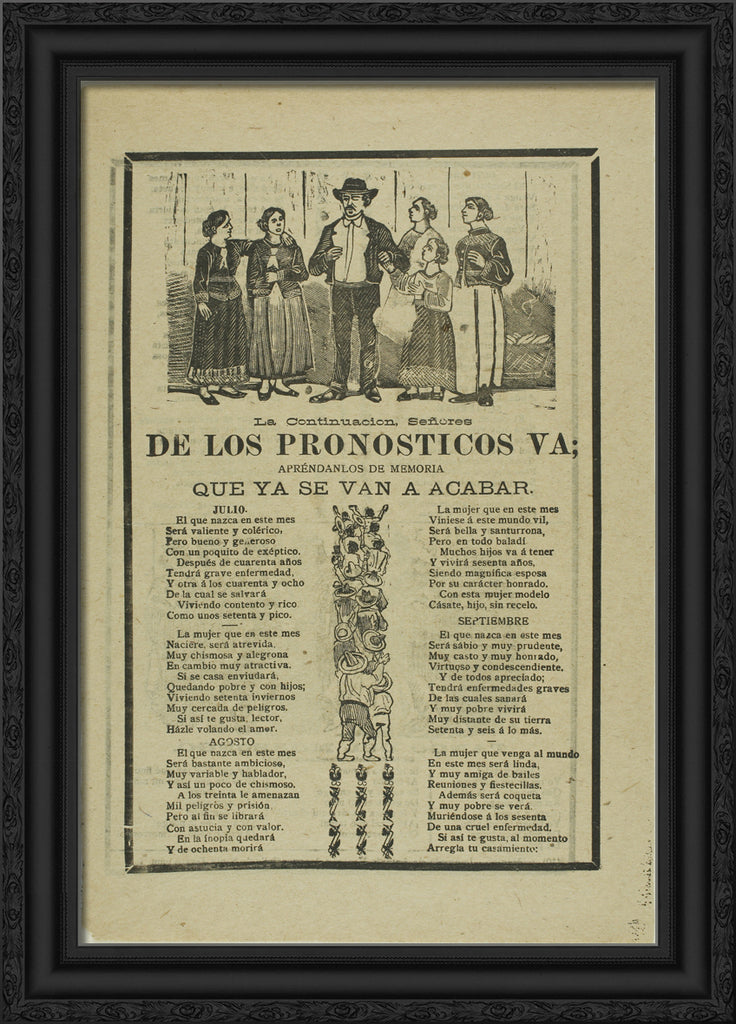 La Continuacion, Señores
DE LOS PRONOSTICOS VA;
APRÉNDANLOS DE MEMORIA
QUE YA SE VAN A ACABAR.
JULIO.
El que nazca en este mes
Será valiente y colérico,
Pero bueno y generoso
Con un poquito de exéptico.
Después de cuarenta años
Tendrá grave enfermedad,
Y otra á los cuarenta y ocho
De la cual se salvará
Viviendo contento y rico
Como unos setenta y pico.
La mujer que en este mes
Naciére, será atrevida,
Muy chismosa y alegrona
En cambio muy atractiva.
Si se casa enviudará,
Quedando pobre y con hijos;
Viviendo setenta inviernos
Muy cercada de peligros.
Si así te gusta, lector,
Házle volando el amor.
AGOSTO
El que nazca en este mes
Será bastante ambicioso,
Muy variable y hablador,
Y así un poco de chismoso.
A los treinta le amenazan
Mil peligros y prisión,
Pero al fin se librará
Con astucia y con valor.
En la inopia quedará
Y de ochenta morirá
La mujer que en este mes
Viniese á este mundo vil,
Será bella y santurrona,
Pero en todo baladí.
Muchos hijos va á tener
Y vivirá sesenta años,
Siendo magnífica esposa
Por su carácter honrado.
Con esta mujer modelo
Cásate, hijo, sin recelo.
SEPTIEMBRE
El que nazca en este mes
Será sábio y muy prudente,
Muy casto y muy honrado,
Virtuoso y condescendiente.
Y de todos apreciado;
Tendrá enfermedades graves
De las cuales sanará
Y muy pobre vivirá
Muy distante de su tierra
Setenta y seis á lo más.
La mujer que venga al mundo
En este mes será linda,
Y muy amiga de bailes
Reuniones y fiestecillas.
Además será coqueta
Y muy pobre se verá.
Muriéndose á los sesenta
De una cruel enfermedad.
Si así te gusta, al momento
Arregla tu casamiento: